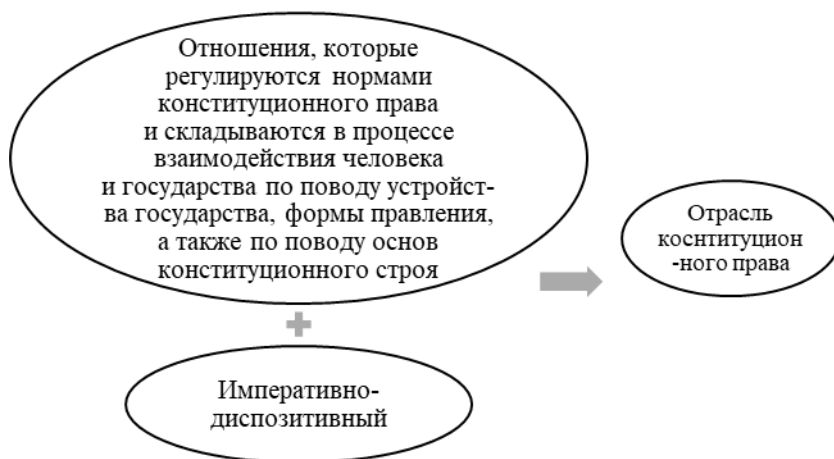 Отношения, которые
регулируются нормами
конституционного права
и складываются в процессе
взаимодействия человека
и государства по поводу устройст-
ва государства, формы правления,
а также по поводу основ
конституционного строя
Императивно-
диспозитивный
Отрасль
коснтитуцион
-ного права